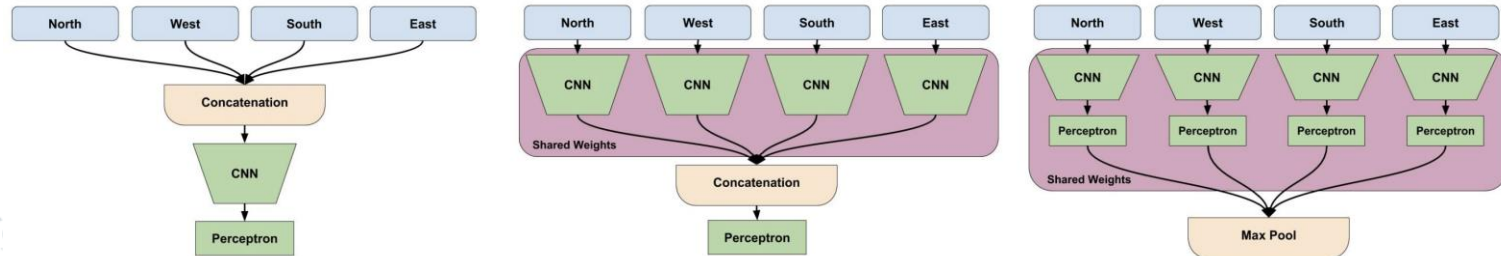 North West South East
Concatenation
CNN
Perceptron
North West South East
CNN CNN CNN CNN
Shared Weights
Concatenation
Perceptron
North West South East
CNN CNN CNN CNN
Perceptron Perceptron Perceptron Perceptron
Shared Weights
Max Pool